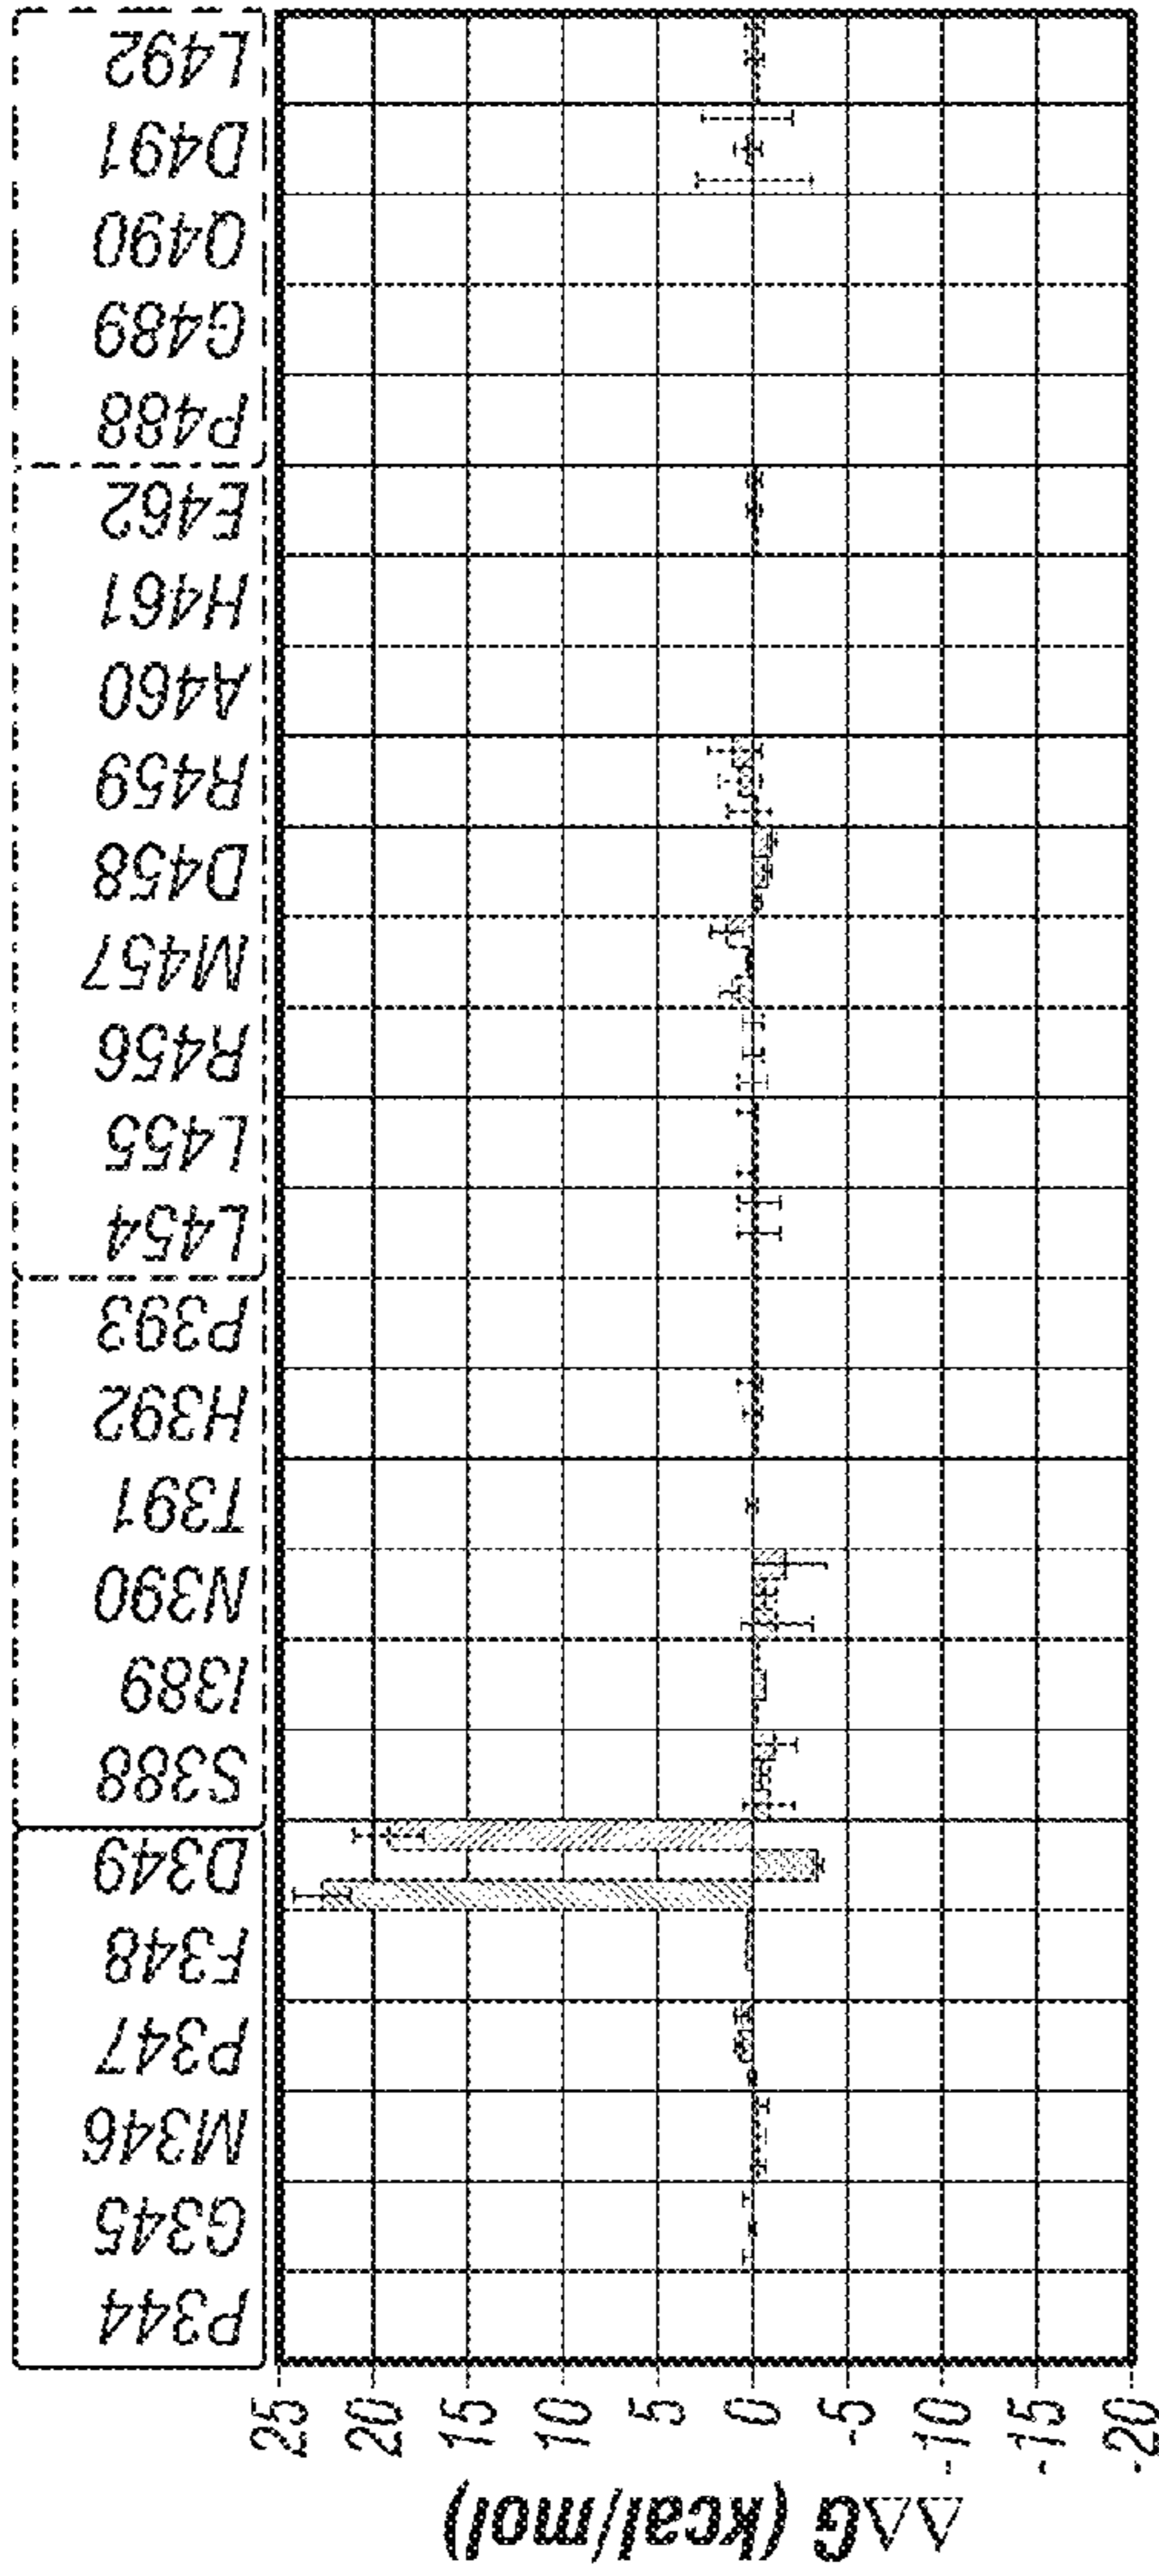 ΔΔG (kcal/mol)
25
20
15
10
5
0
-5
-10
-15
-20
P344
G345
M346
P347
F348
D349
S388
I389
N390
T391
H392
P393
L454
L455
R456
M457
D458
R459
A460
H461
E462
P488
G489
Q490
D491
L492